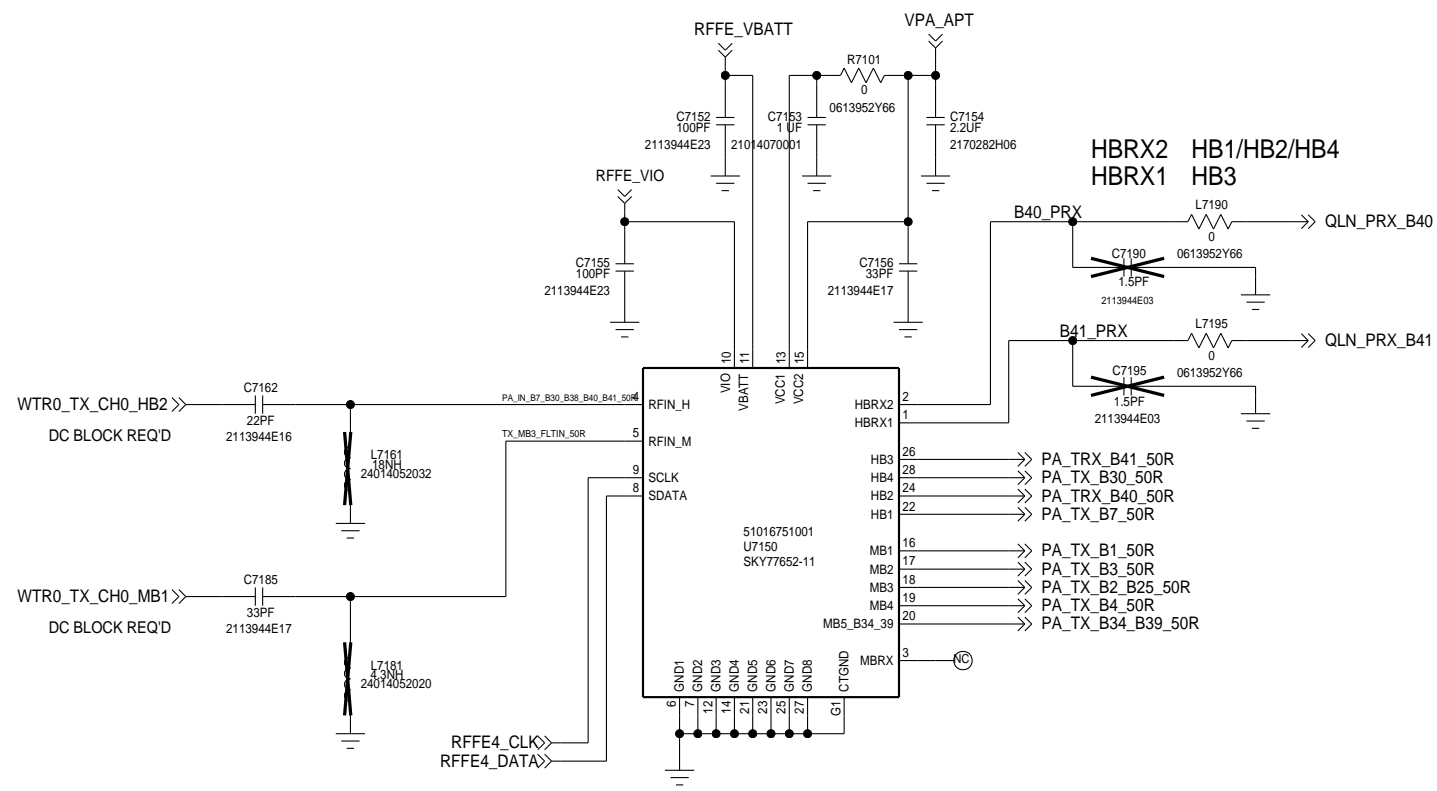 VPA_APT
RFFE_VBATT
R7101
0
0613952Y66
C7152
100PF
2113944E23
C7153
1 UF
21014070001
C7154
2.2UF
2170282H06
HBRX2 HB1/HB2/HB4
HBRX1 HB3
RFFE_VIO
B40_PRX
L7190
0
0613952Y66
QLN_PRX_B40
C7155
100PF
2113944E23
C7156
33PF
2113944E17
C7190
1.5PF
2113944E03
B41_PRX
L7195
0
0613952Y66
QLN_PRX_B41
C7195
1.5PF
2113944E03
10
11
13
15
VIO
VBATT
VCC1
VCC2
WTR0_TX_CH0_HB2
DC BLOCK REQ'D
C7162
22PF
2113944E16
PA_IN_B7_B30_B38_B40_B41_50R
4
RFIN_H
TX_MB3_FLTIN_50R
5
RFIN_M
9
SCLK
8
SDATA
L7161
18NH
24014052032
HBRX2
2
HBRX1
1
HB3
26
PA_TRX_B41_50R
HB4
28
PA_TX_B30_50R
HB2
24
PA_TRX_B40_50R
HB1
22
PA_TX_B7_50R
51016751001
U7150
SKY77652-11
MB1
16
PA_TX_B1_50R
MB2
17
PA_TX_B3_50R
MB3
18
PA_TX_B2_B25_50R
MB4
19
PA_TX_B4_50R
MB5_B34_39
20
PA_TX_B34_B39_50R
MBRX
3
NC
WTR0_TX_CH0_MB1
DC BLOCK REQ'D
C7185
33PF
2113944E17
L7181
4.3NH
24014052020
GND1
GND2
GND3
GND4
GND5
GND6
GND7
GND8
CTGND
6
7
12
14
21
23
25
27
G1
RFFE4_CLK
RFFE4_DATA